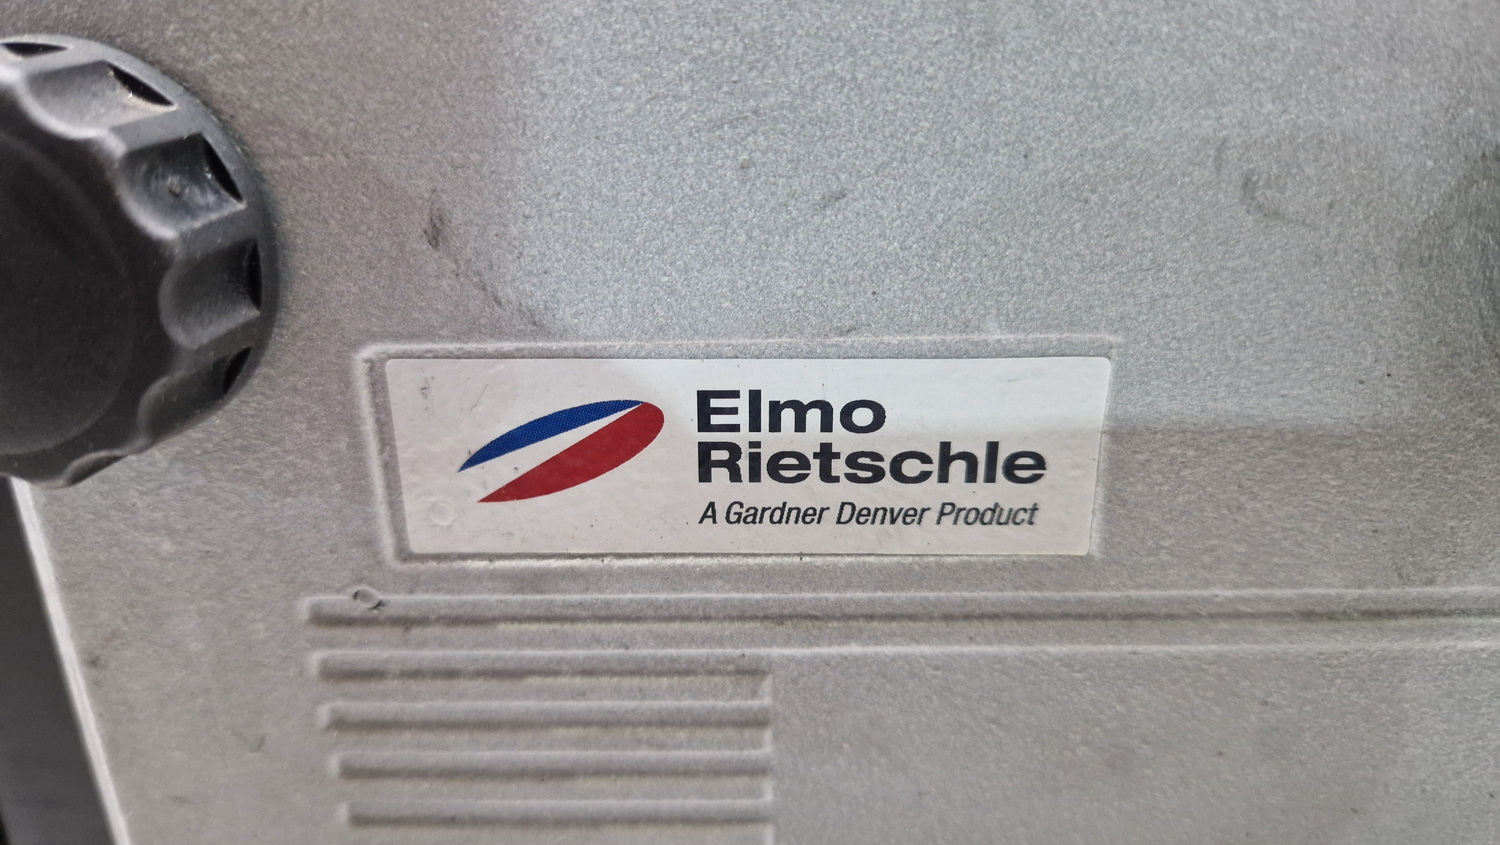 Elmo
Rietschle
A Gardner Denver Product